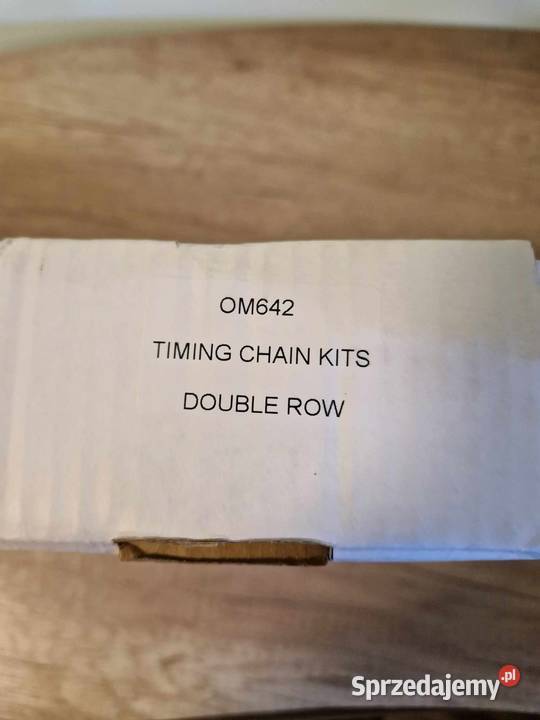 OM642
TIMING CHAIN KITS
DOUBLE ROW
Sprzedajemy.pl